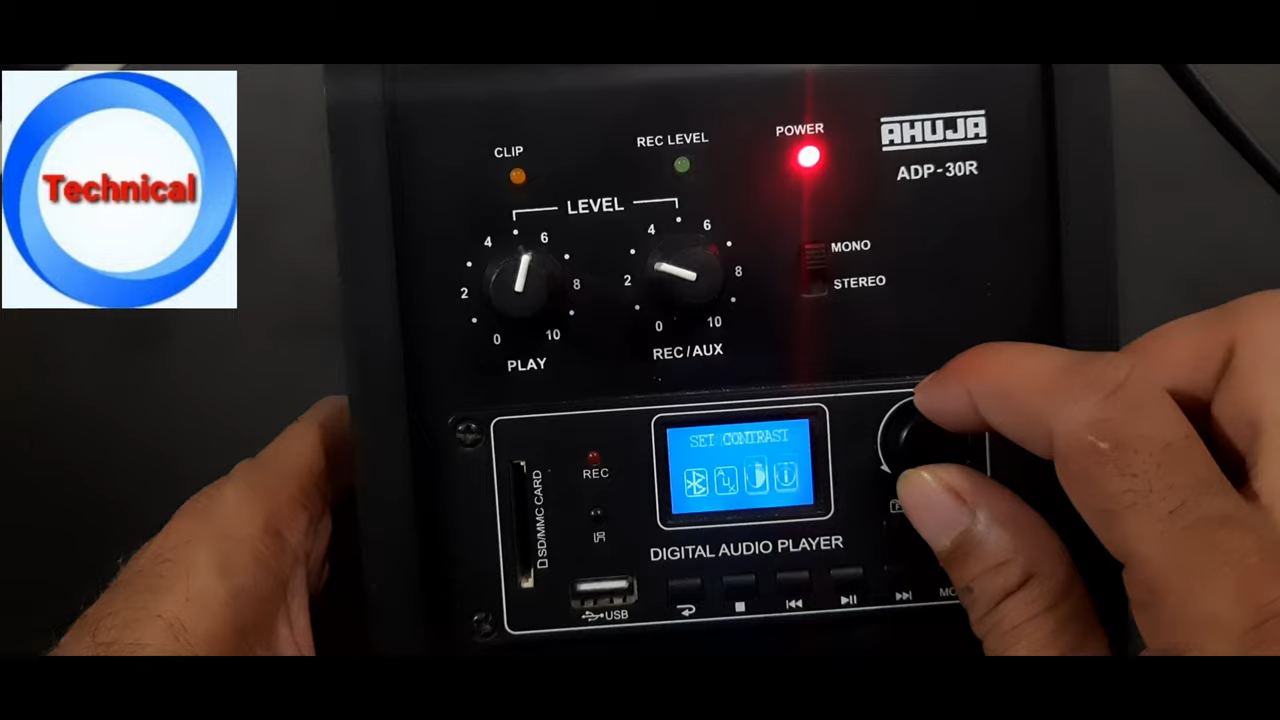 Technical
CLIP
REC LEVEL
POWER
AHUJA
ADP-30R
LEVEL
4 6
2 8
0 10
PLAY
4 6
2 8
0 10
REC/AUX
MONO
STEREO
SD/MMC CARD
REC
IR
USB
SET CONTRAST
AUX
DIGITAL AUDIO PLAYER